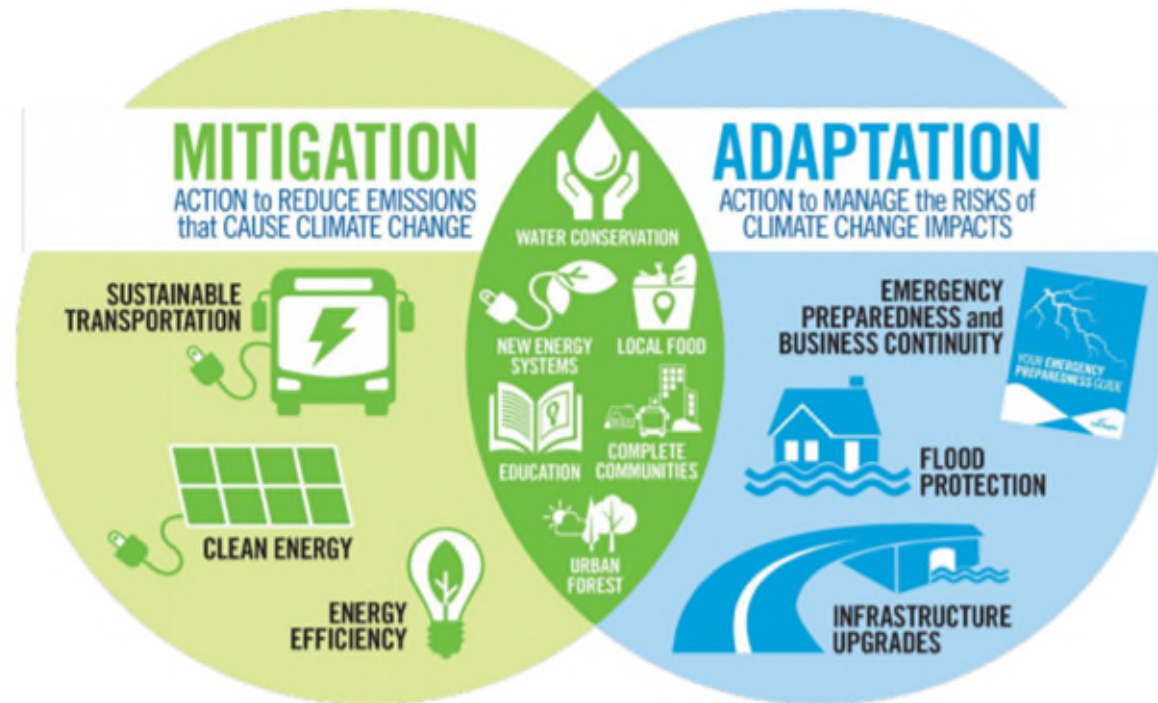 MITIGATION
ACTION to REDUCE EMISSIONS
that CAUSE CLIMATE CHANGE
SUSTAINABLE
TRANSPORTATION
CLEAN ENERGY
ENERGY
EFFICIENCY
WATER CONSERVATION
NEW ENERGY
SYSTEMS
LOCAL FOOD
EDUCATION
COMPLETE
COMMUNITIES
URBAN
FOREST
ADAPTATION
ACTION to MANAGE the RISKS of
CLIMATE CHANGE IMPACTS
EMERGENCY
PREPAREDNESS and
BUSINESS CONTINUITY
YOUR EMERGENCY
PREPAREDNESS GUIDE
FLOOD
PROTECTION
INFRASTRUCTURE
UPGRADES